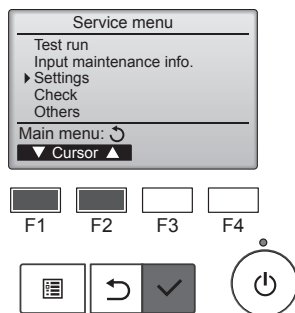 Service menu
Test run
Input maintenance info.
Settings
Check
Others
Main menu:
Cursor
F1 F2 F3 F4